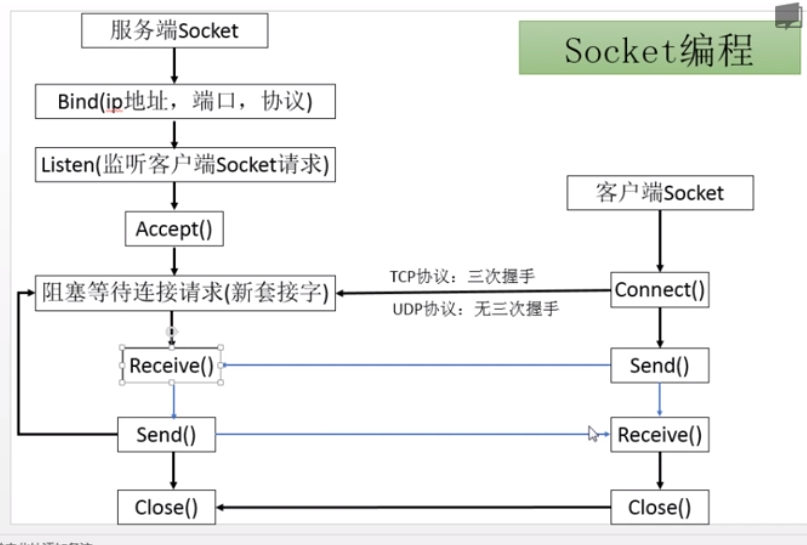 服务端Socket
Socket编程
Bind(ip地址，端口，协议)
Listen(监听客户端Socket请求)
客户端Socket
Accept()
TCP协议：三次握手
阻塞等待连接请求(新套接字)
Connect()
UDP协议：无三次握手
Receive()
Send()
Send()
Receive()
Close()
Close()